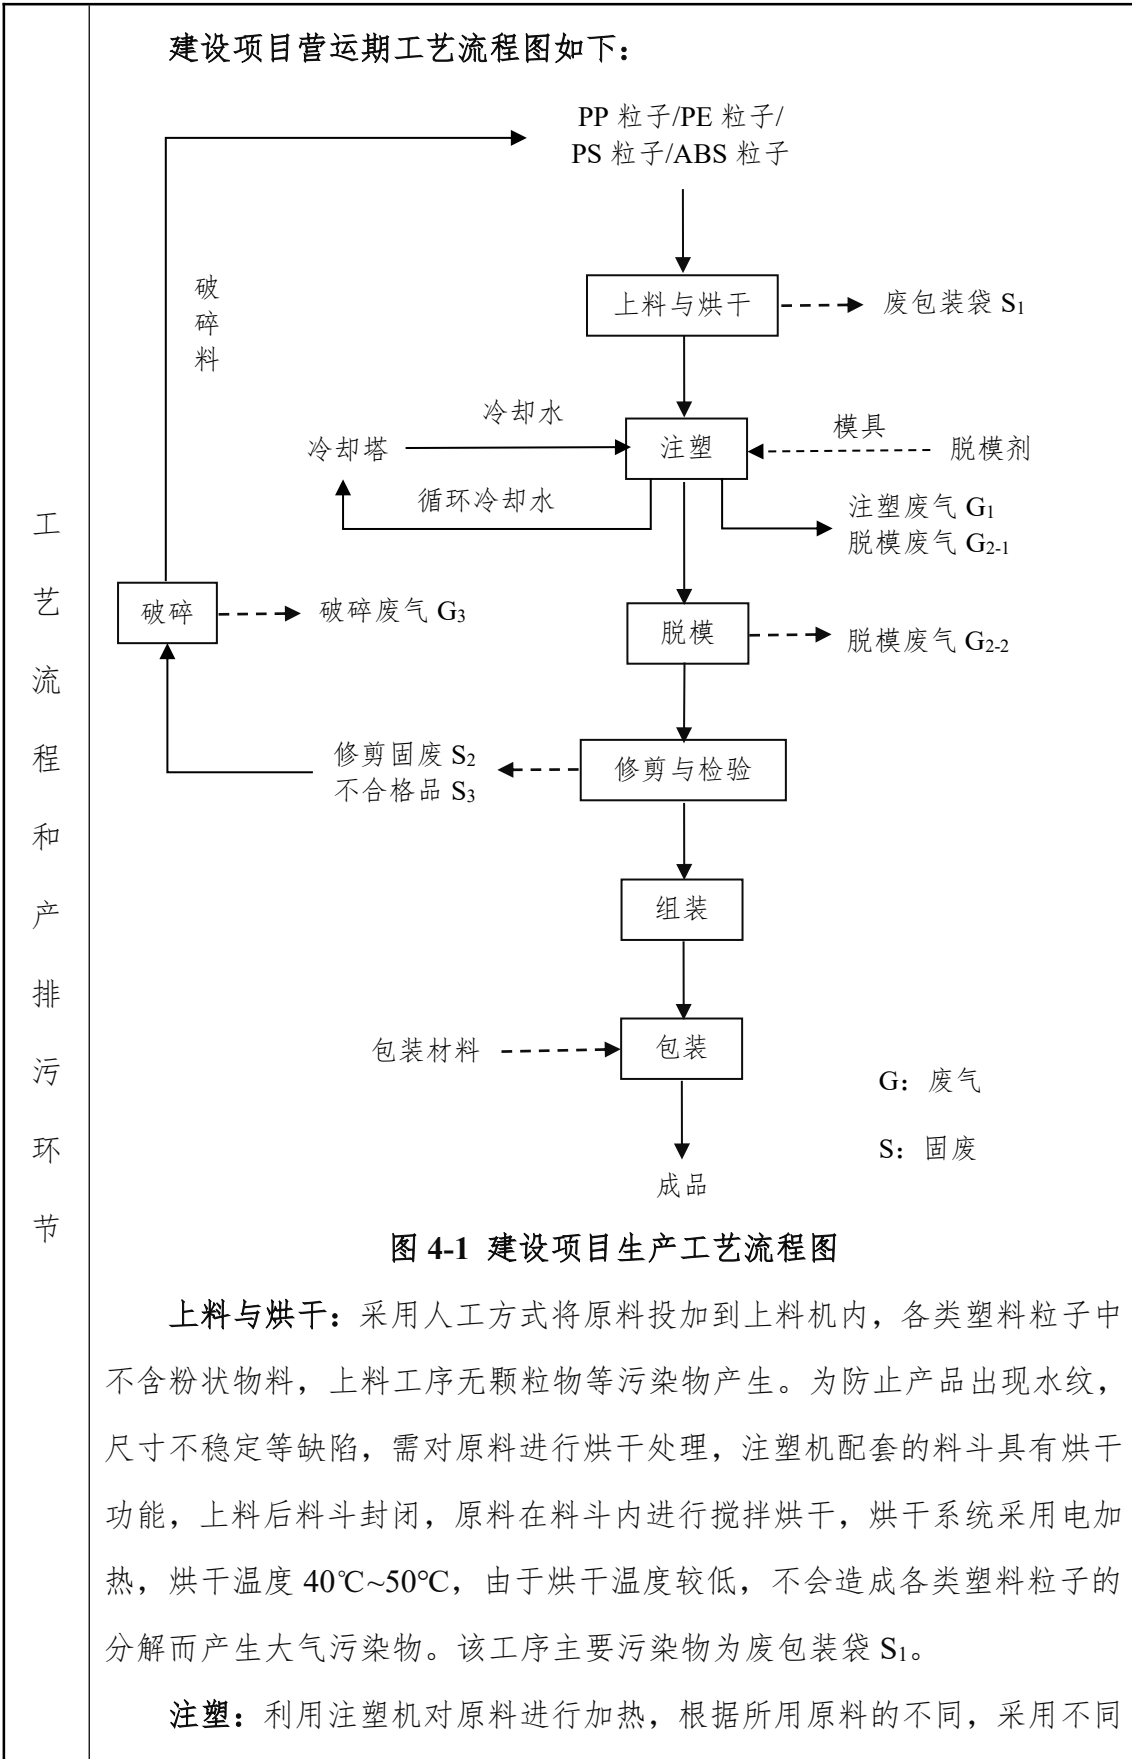 工艺流程和产排污环节
建设项目营运期工艺流程图如下：
PP 粒子/PE 粒子/
PS 粒子/ABS 粒子
破碎料
上料与烘干
废包装袋 S1
冷却水
冷却塔
注塑
模具
脱模剂
循环冷却水
注塑废气 G1
脱模废气 G2-1
破碎
破碎废气 G3
脱模
脱模废气 G2-2
修剪固废 S2
不合格品 S3
修剪与检验
组装
包装材料
包装
G：废气
S：固废
成品
图 4-1 建设项目生产工艺流程图
上料与烘干：采用人工方式将原料投加到上料机内，各类塑料粒子中
不含粉状物料，上料工序无颗粒物等污染物产生。为防止产品出现水纹，
尺寸不稳定等缺陷，需对原料进行烘干处理，注塑机配套的料斗具有烘干
功能，上料后料斗封闭，原料在料斗内进行搅拌烘干，烘干系统采用电加
热，烘干温度 40℃~50℃，由于烘干温度较低，不会造成各类塑料粒子的
分解而产生大气污染物。该工序主要污染物为废包装袋 S1。
注塑：利用注塑机对原料进行加热，根据所用原料的不同，采用不同